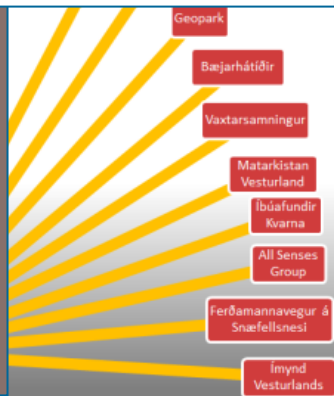 Geopark
Bæjarhátíðir
Vaxtarsamningur
Matarkistan
Vesturland
Íbúafundir
Kvarna
All Senses
Group
Ferðamannavegur á
Snæfellsnesi
Ímynd
Vesturlands